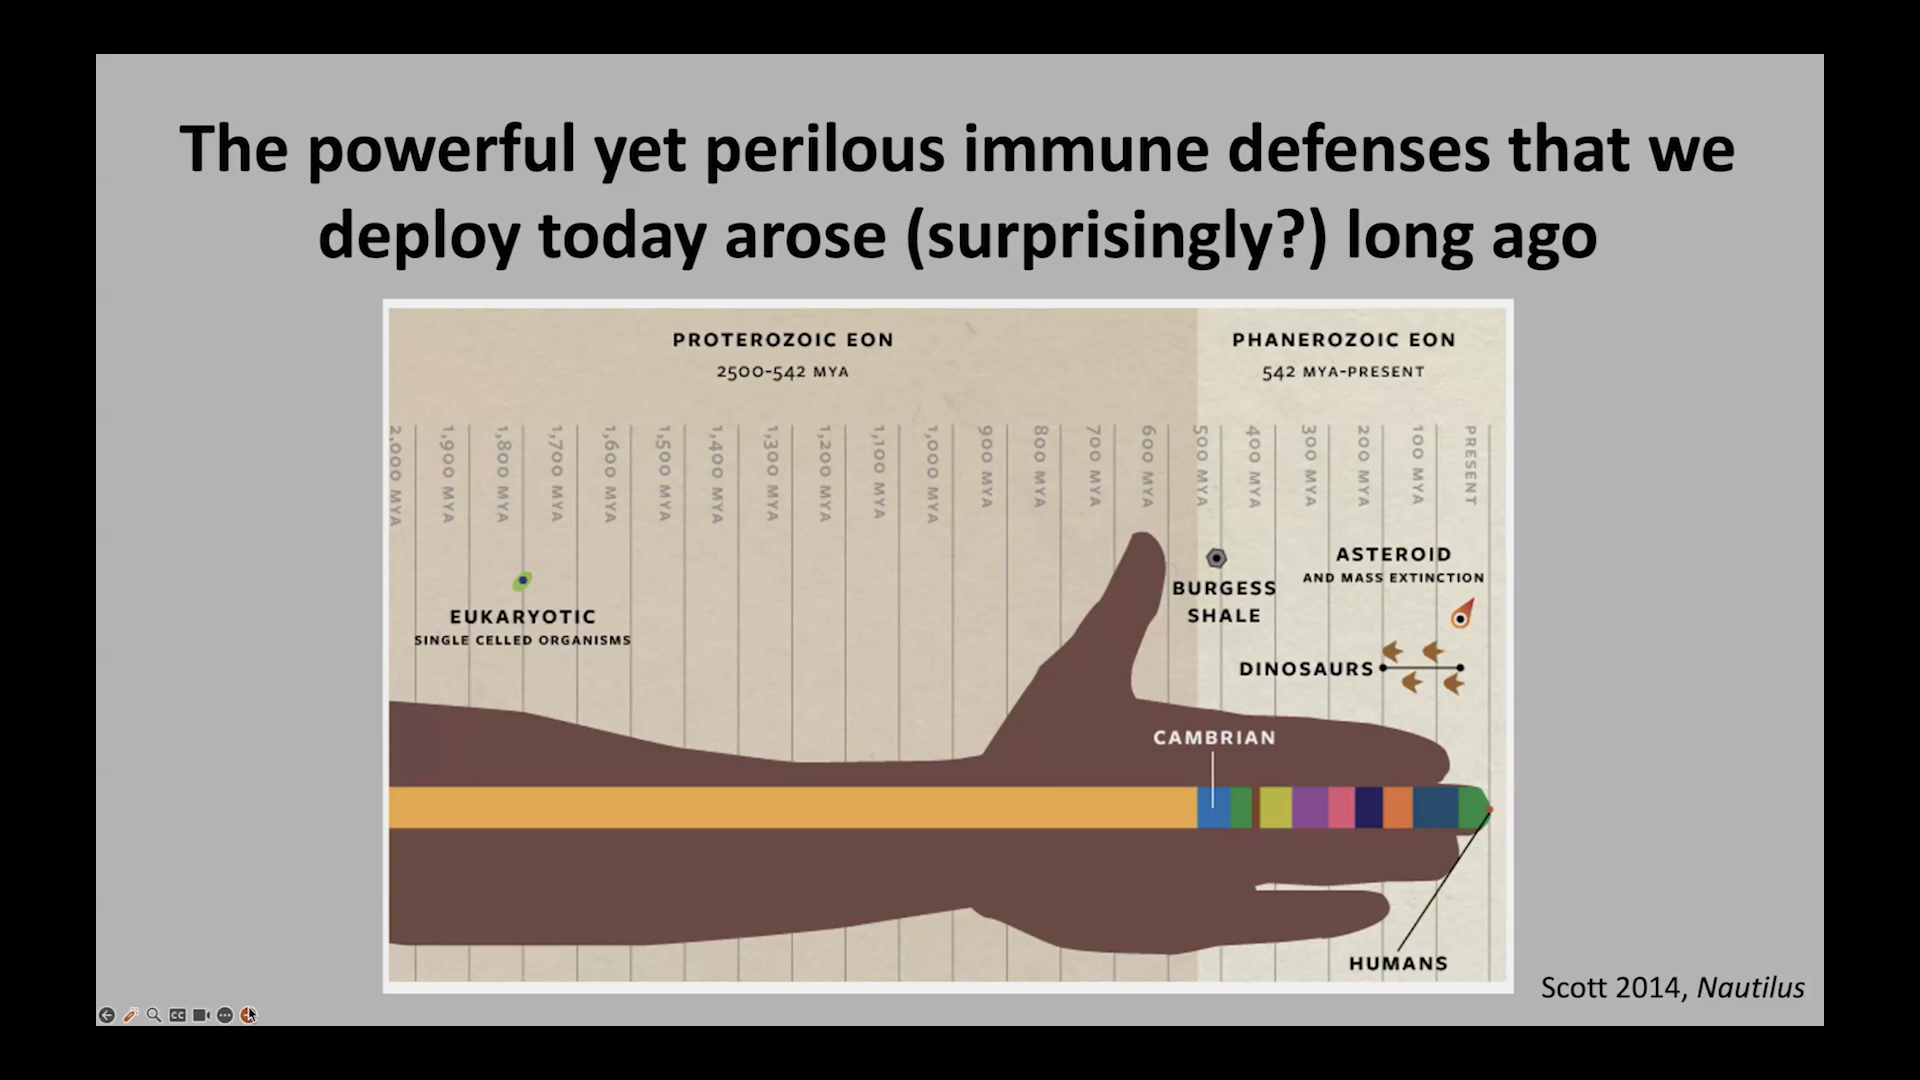 The powerful yet perilous immune defenses that we
deploy today arose (surprisingly?) long ago
PROTEROZOIC EON
2500-542 MYA
PHANEROZOIC EON
542 MYA-PRESENT
2,000 MYA
1,900 MYA
1,800 MYA
1,700 MYA
1,600 MYA
1,500 MYA
1,400 MYA
1,300 MYA
1,200 MYA
1,100 MYA
1,000 MYA
900 MYA
800 MYA
700 MYA
600 MYA
500 MYA
400 MYA
300 MYA
200 MYA
100 MYA
PRESENT
EUKARYOTIC
SINGLE CELLED ORGANISMS
BURGESS
SHALE
ASTEROID
AND MASS EXTINCTION
DINOSAURS
CAMBRIAN
HUMANS
Scott 2014, Nautilus
CC